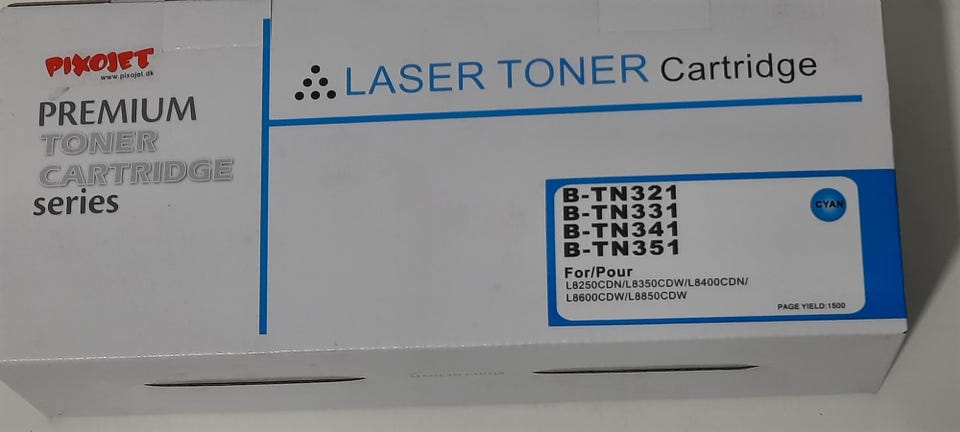 PIXOJET
www.pixojet.dk
PREMIUM
TONER
CARTRIDGE
series
LASER TONER Cartridge
B-TN321
B-TN331
B-TN341
B-TN351
CYAN
For/Pour
L8250CDN/L8350CDW/L8400CDN/
L8600CDW/L8850CDW
PAGE YIELD:1500